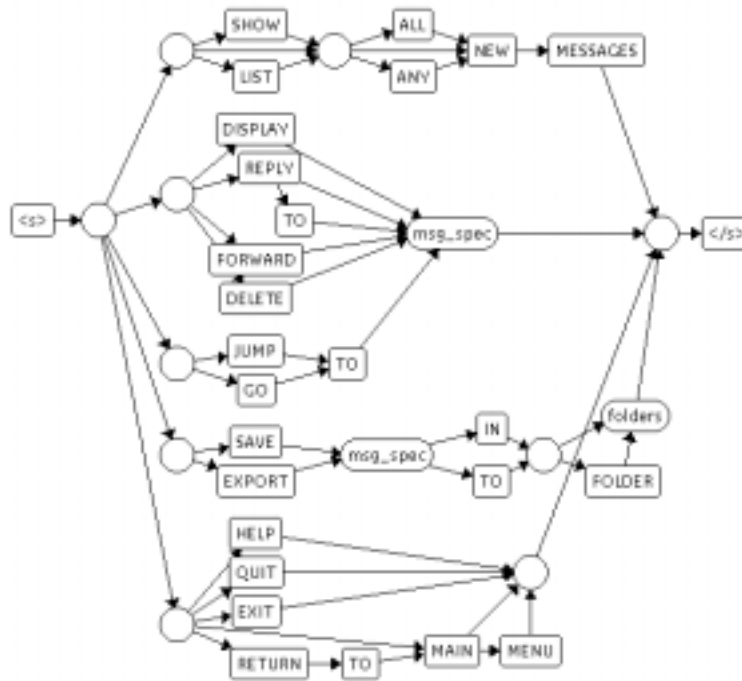 SHOW
ALL
NEW
MESSAGES
LIST
ANY
DISPLAY
REPLY
<s>
TO
msg_spec
</s>
FORWARD
DELETE
JUMP
TO
GO
folders
IN
SAVE
msg_spec
EXPORT
TO
FOLDER
HELP
QUIT
EXIT
MAIN
MENU
RETURN
TO